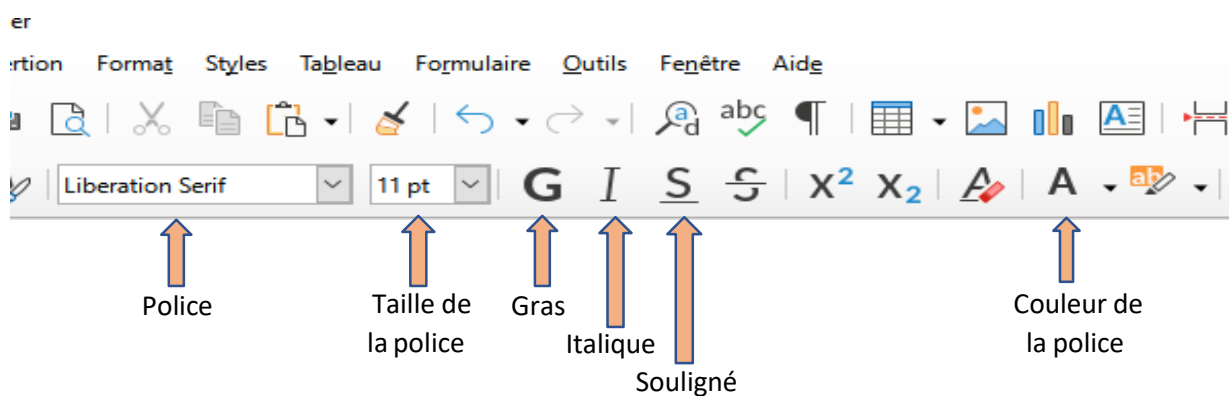 er
ertion Format Styles Tableau Formulaire Outils Fenêtre Aide
abc ¶ A
Liberation Serif 11 pt G I S S X² X₂ A A ab
Police Taille de la police Gras Italique Souligné Couleur de la police